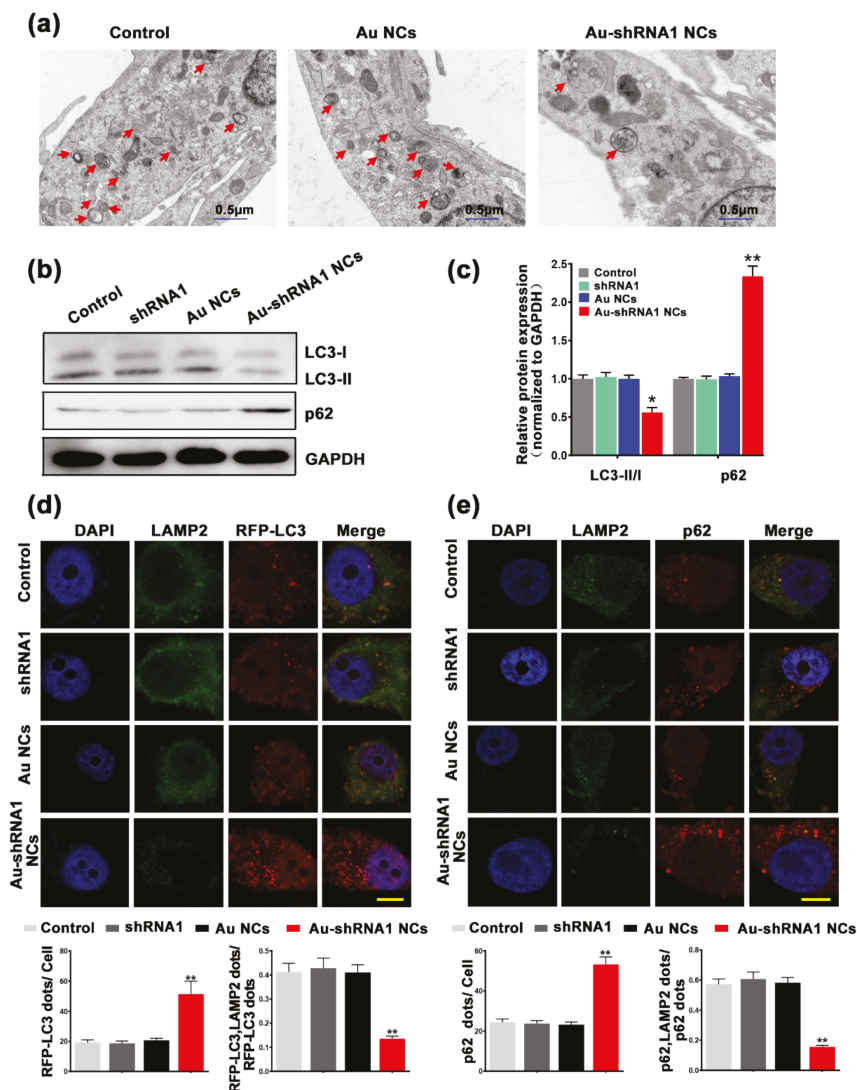 (a)
Control
Au NCs
Au-shRNA1 NCs
0.5μm
0.5μm
0.5μm
(b)
Control
shRNA1
Au NCs
Au-shRNA1 NCs
LC3-I
LC3-II
p62
GAPDH
(c)
Relative protein expression
(normalized to GAPDH)
2.5
2.0
1.5
1.0
0.5
0.0
Control
shRNA1
Au NCs
Au-shRNA1 NCs
*
**
LC3-II/I
p62
(d)
DAPI
LAMP2
RFP-LC3
Merge
Control
shRNA1
Au NCs
Au-shRNA1
NCs
Control
shRNA1
Au NCs
Au-shRNA1 NCs
RFP-LC3 dots/ Cell
80
60
40
20
0
**
RFP-LC3,LAMP2 dots/
RFP-LC3 dots
0.5
0.4
0.3
0.2
0.1
0.0
**
(e)
DAPI
LAMP2
p62
Merge
Control
shRNA1
Au NCs
Au-shRNA1
NCs
Control
shRNA1
Au NCs
Au-shRNA1 NCs
p62 dots/ Cell
60
40
20
0
**
p62,LAMP2 dots/
p62 dots
0.8
0.6
0.4
0.2
0.0
**